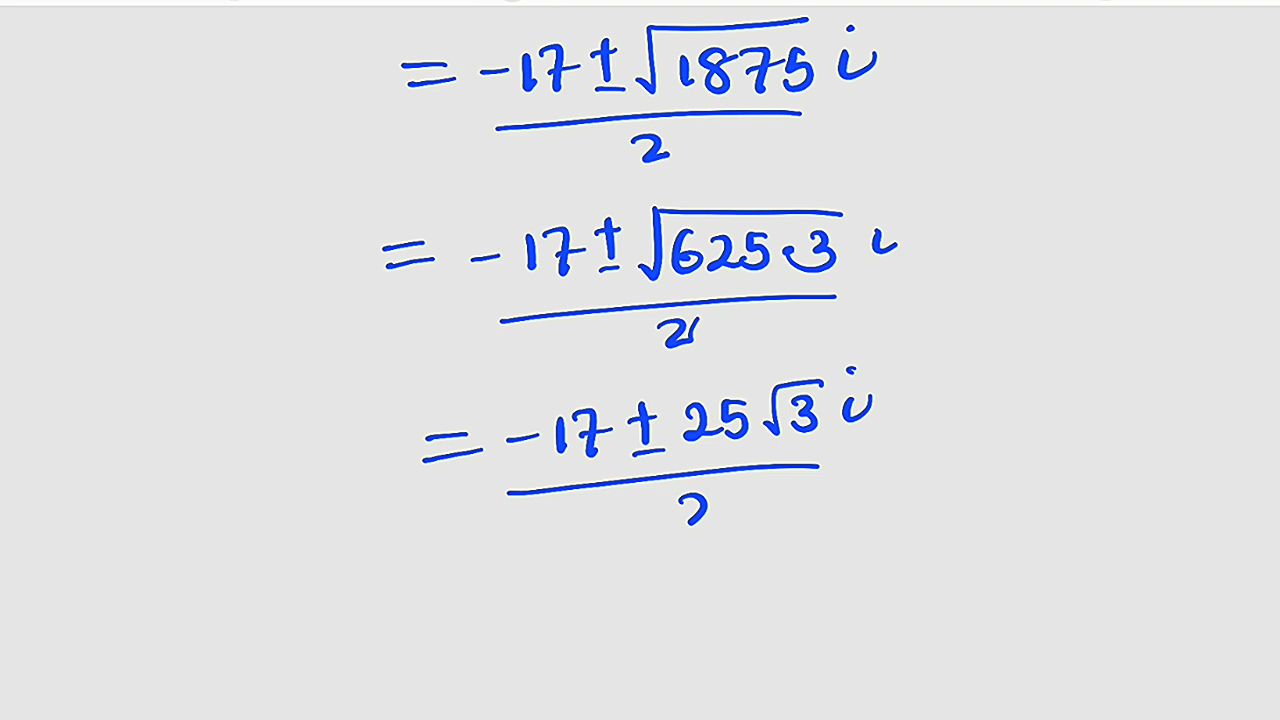 = -17 ± √1875 i
2
= -17 ± √625·3 i
2
= -17 ± 25√3 i
2